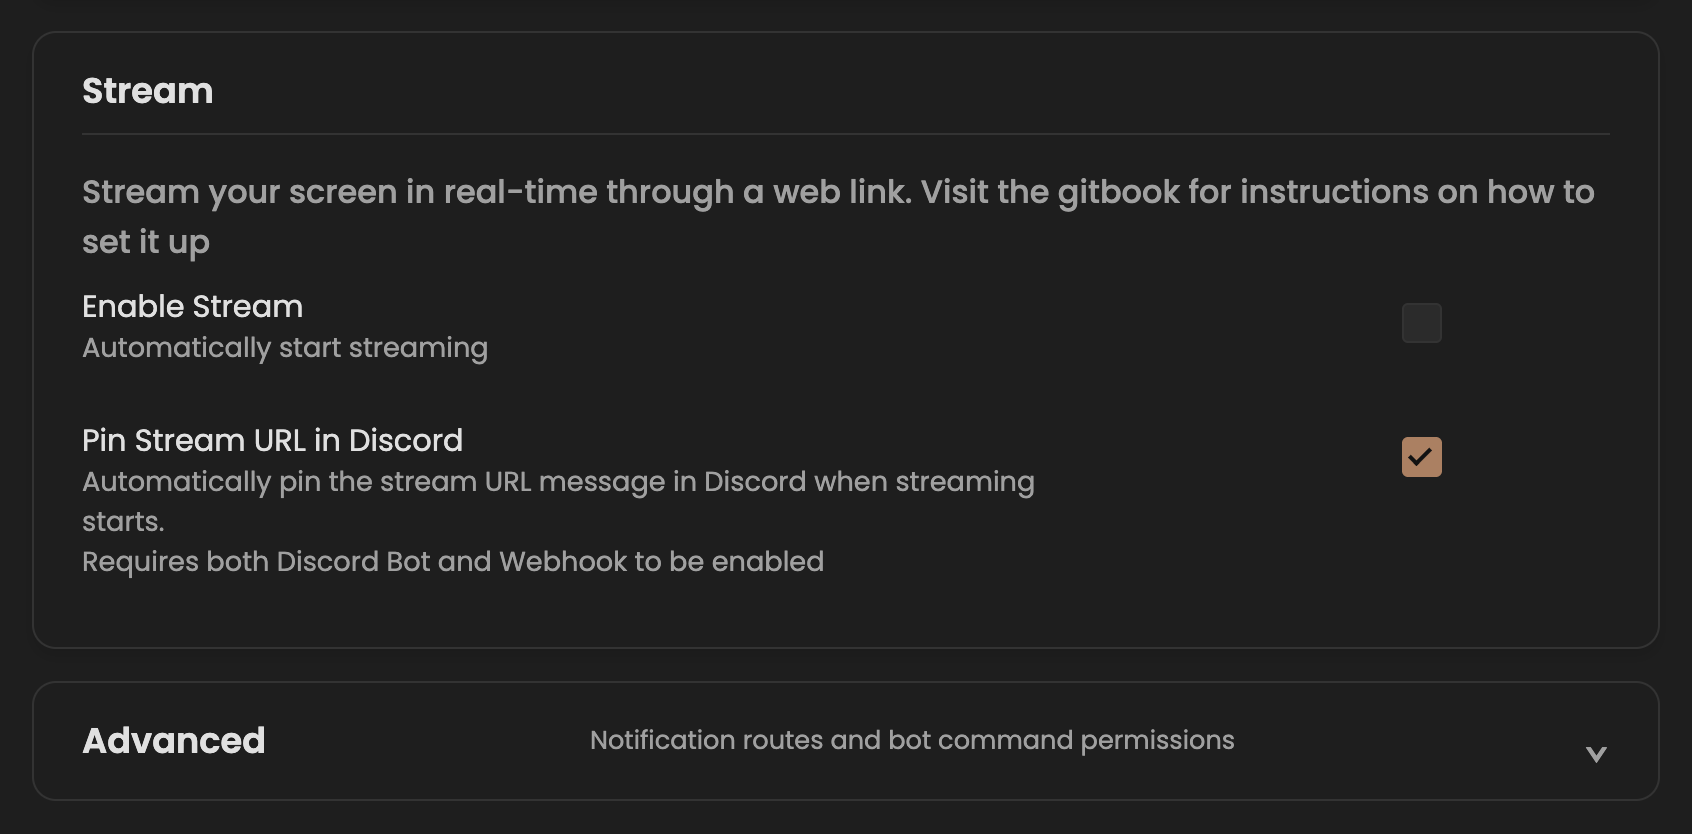 Stream
Stream your screen in real-time through a web link. Visit the gitbook for instructions on how to
set it up
Enable Stream
Automatically start streaming
Pin Stream URL in Discord
Automatically pin the stream URL message in Discord when streaming
starts.
Requires both Discord Bot and Webhook to be enabled
Advanced
Notification routes and bot command permissions